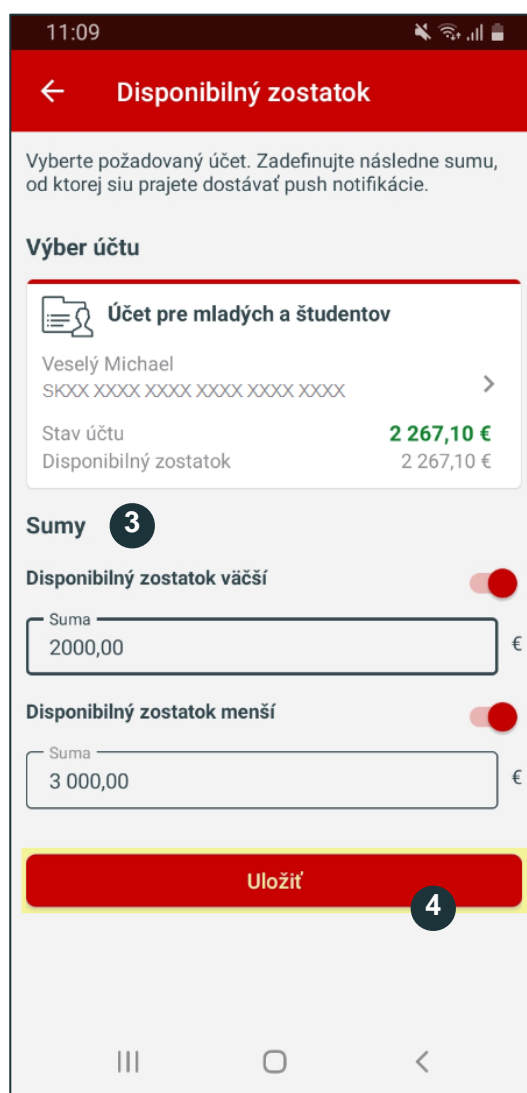 11:09
Disponibilný zostatok
Vyberte požadovaný účet. Zadefinujte následne sumu,
od ktorej siu prajete dostávať push notifikácie.
Výber účtu
Účet pre mladých a študentov
Veselý Michael
SKXX XXXX XXXX XXXX XXXX XXXX
Stav účtu 2 267,10 €
Disponibilný zostatok 2 267,10 €
Sumy 3
Disponibilný zostatok väčší
Suma
2000,00 €
Disponibilný zostatok menší
Suma
3 000,00 €
Uložiť
4